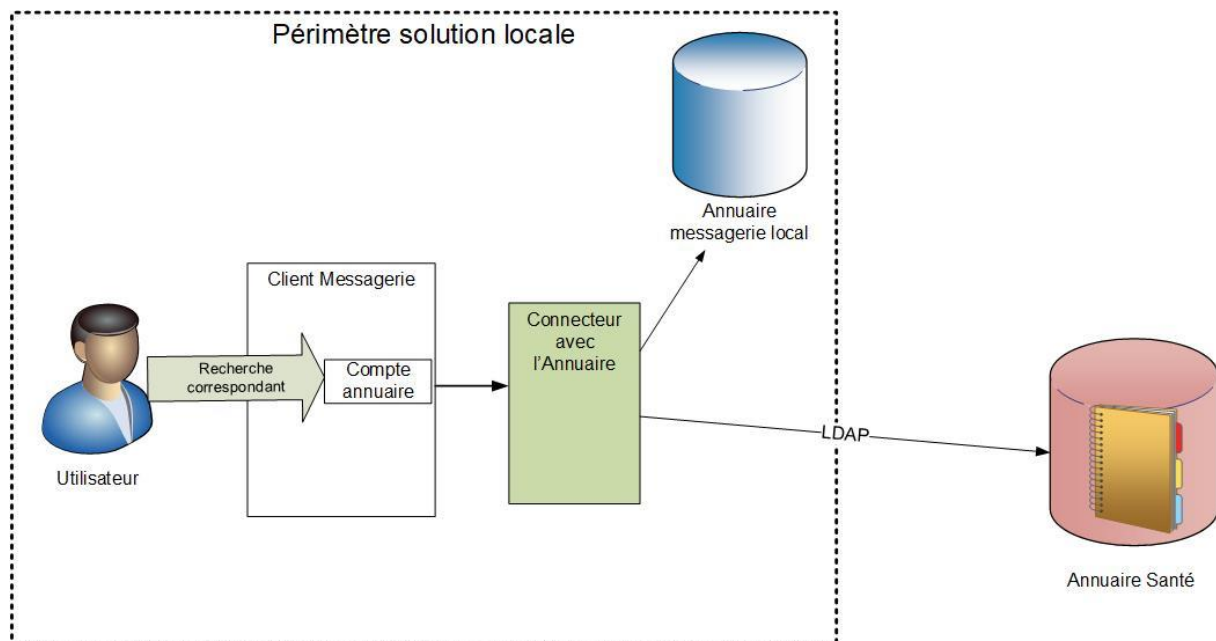 Périmètre solution locale
Annuaire
messagerie local
Client Messagerie
Connecteur
avec
l'Annuaire
Recherche
correspondant
Compte
annuaire
LDAP
Utilisateur
Annuaire Santé